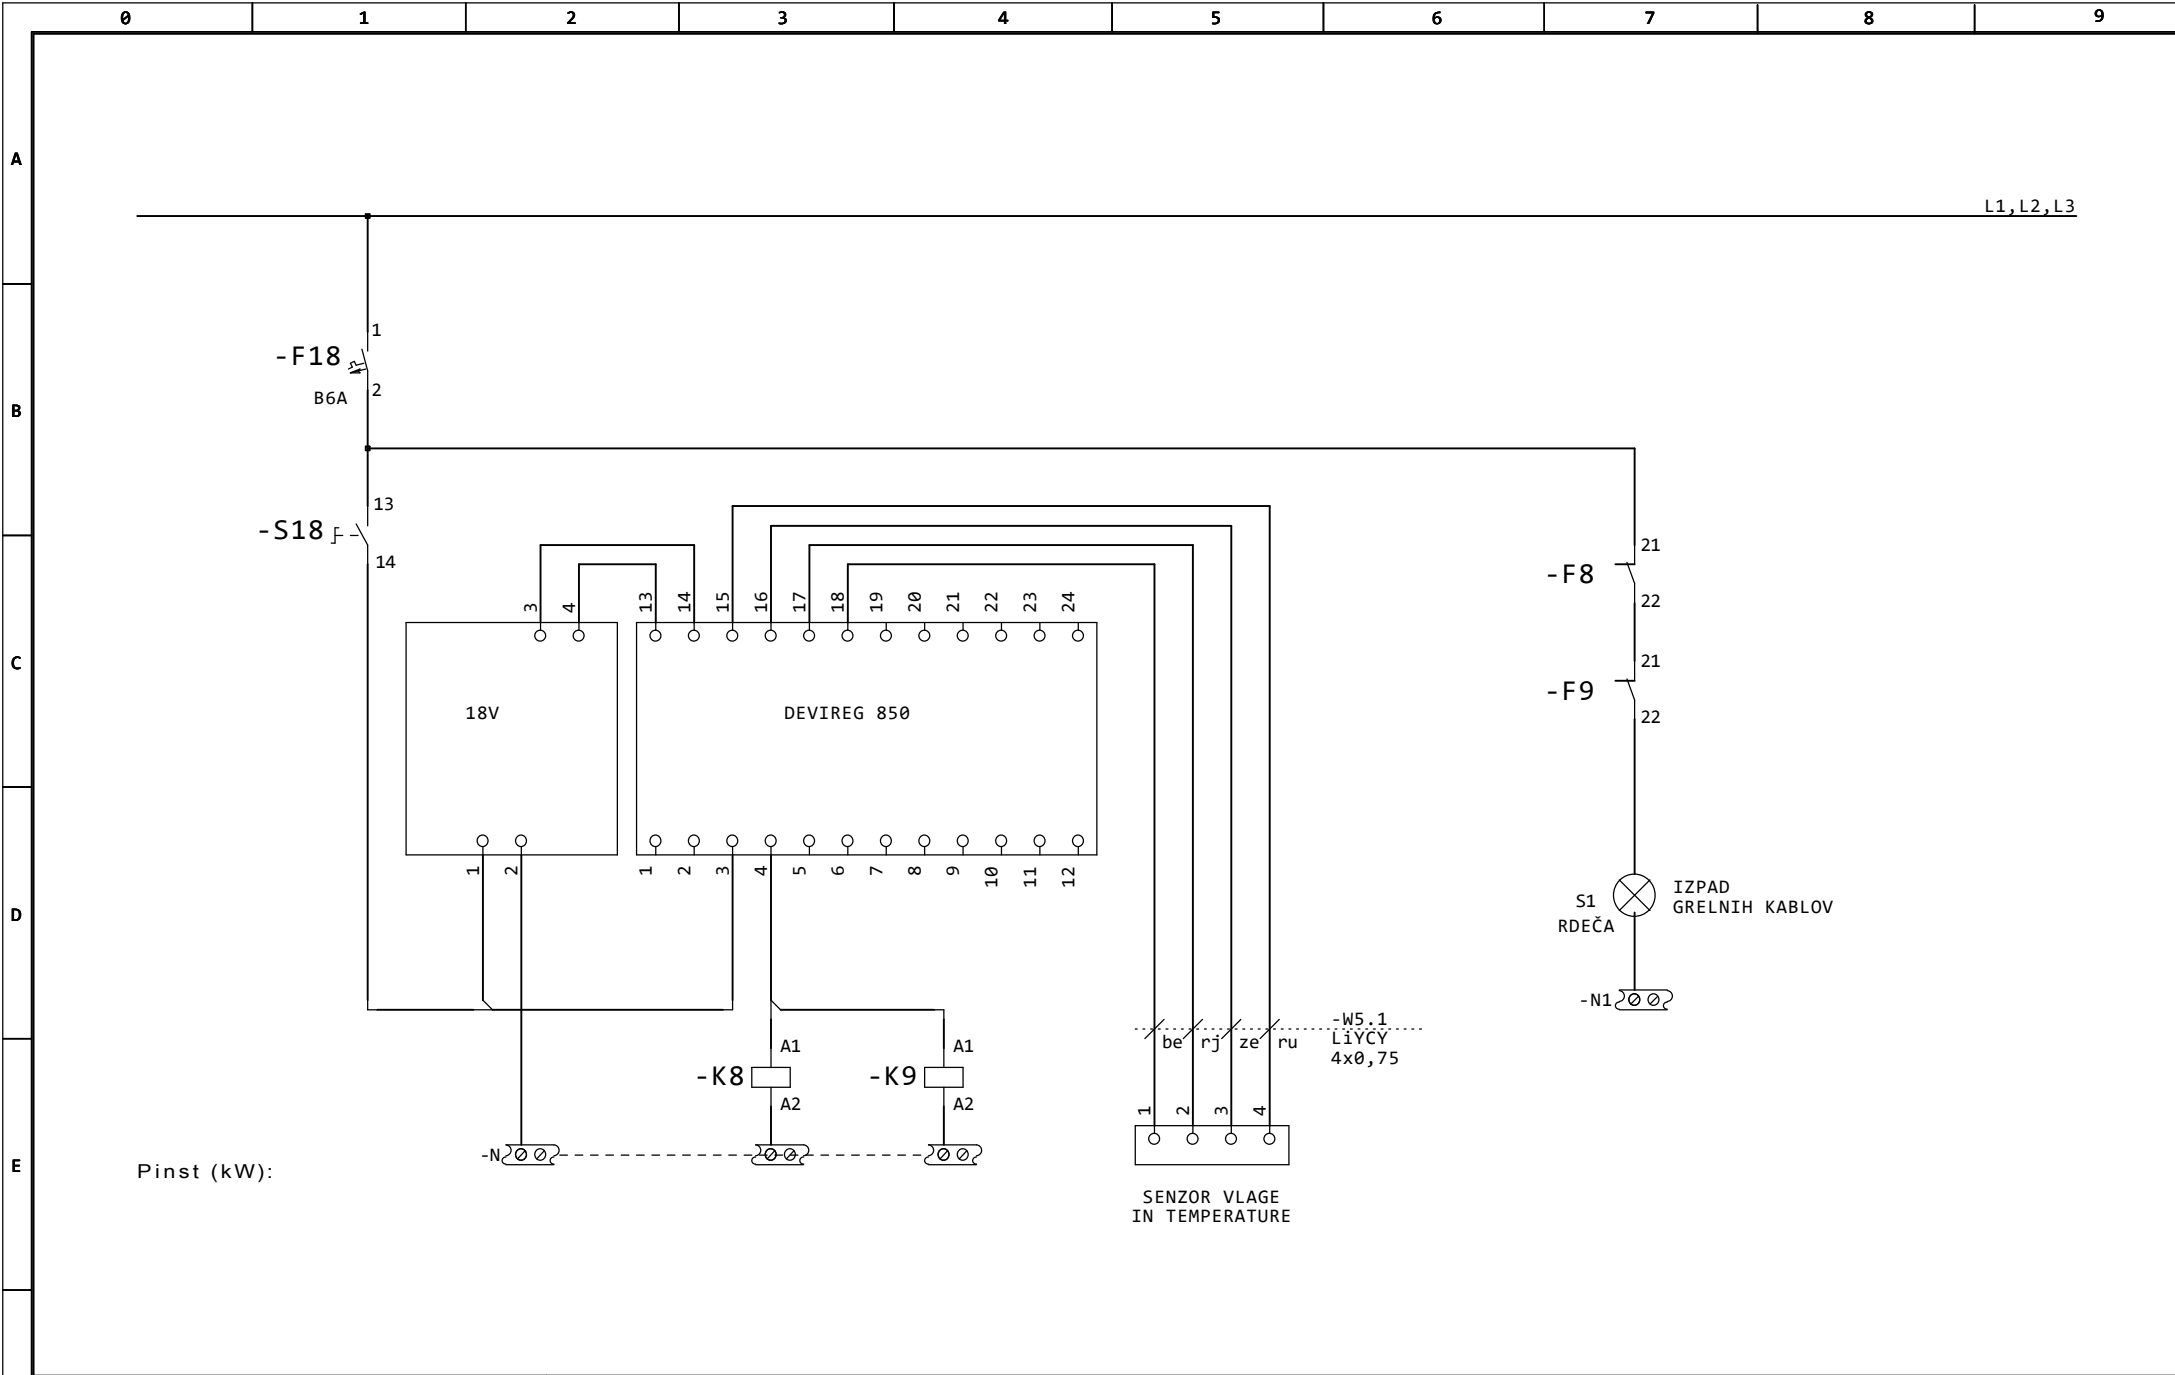 0 1 2 3 4 5 6 7 8 9
A
L1,L2,L3
1
-F18
2
B6A
B
13
-S18
14
21
-F8
22
3 4 13 14 15 16 17 18 19 20 21 22 23 24
21
C
-F9
22
18V
DEVIREG 850
1 2 1 2 3 4 5 6 7 8 9 10 11 12
D
S1
RDEČA
IZPAD
GRELNIH KABLOV
-N1
-W5.1
LiYCY
4x0,75
be rj ze ru
A1
-K8
A2
A1
-K9
A2
1 2 3 4
-N
E
Pinst (kW):
SENZOR VLAGE
IN TEMPERATURE